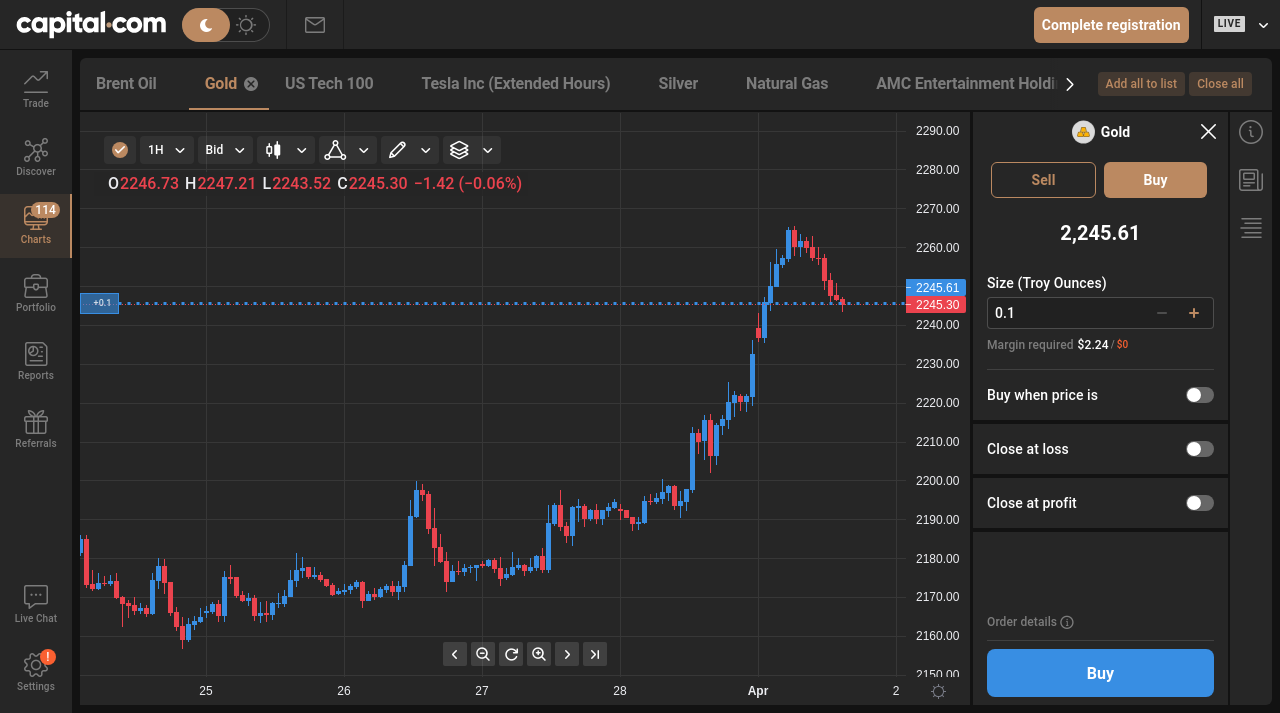 capital.com
Complete registration
LIVE
Trade
Discover
114
Charts
Portfolio
Reports
Referrals
Live Chat
!
Settings
Brent Oil
Gold
US Tech 100
Tesla Inc (Extended Hours)
Silver
Natural Gas
AMC Entertainment Holdi
Add all to list
Close all
1H
Bid
O2246.73 H2247.21 L2243.52 C2245.30 −1.42 (−0.06%)
+0.1
2290.00
2280.00
2270.00
2260.00
2245.61
2245.30
2240.00
2230.00
2220.00
2210.00
2200.00
2190.00
2180.00
2170.00
2160.00
2150.00
25
26
27
28
Apr
2
Gold
Sell
Buy
2,245.61
Size (Troy Ounces)
0.1
Margin required $2.24 / $0
Buy when price is
Close at loss
Close at profit
Order details
Buy